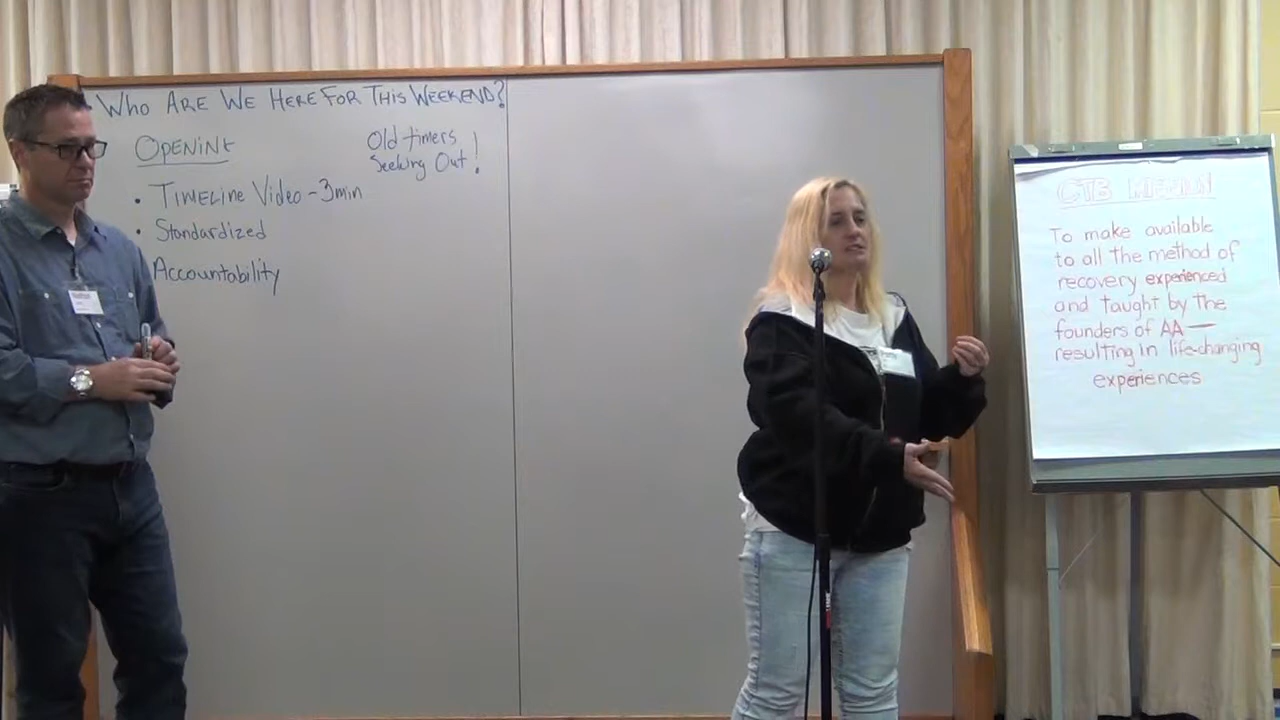 WHO ARE WE HERE FOR THIS WEEKEND?
OPENING
Old-timers
Seeking Out!
• TIMELINE VIDEO - 3min
• Standardized
Accountability
CTB MISSION
To make available
to all the method of
recovery experienced
and taught by the
founders of AA —
resulting in life-changing
experiences